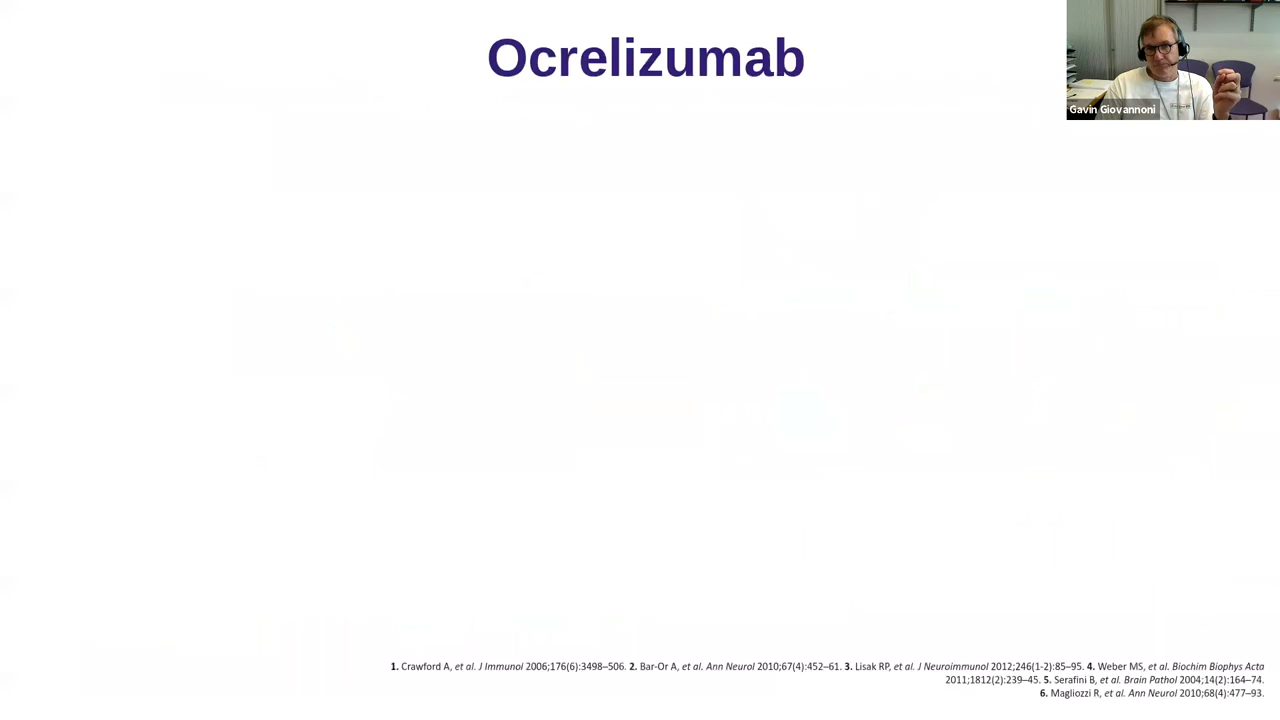 Ocrelizumab
Gavin Giovannoni
1. Crawford A, et al. J Immunol 2006;176(6):3498–506. 2. Bar-Or A, et al. Ann Neurol 2010;67(4):452–61. 3. Lisak RP, et al. J Neuroimmunol 2012;246(1-2):85–95. 4. Weber MS, et al. Biochim Biophys Acta
2011;1812(2):239–45. 5. Serafini B, et al. Brain Pathol 2004;14(2):164–74.
6. Magliozzi R, et al. Ann Neurol 2010;68(4):477–93.